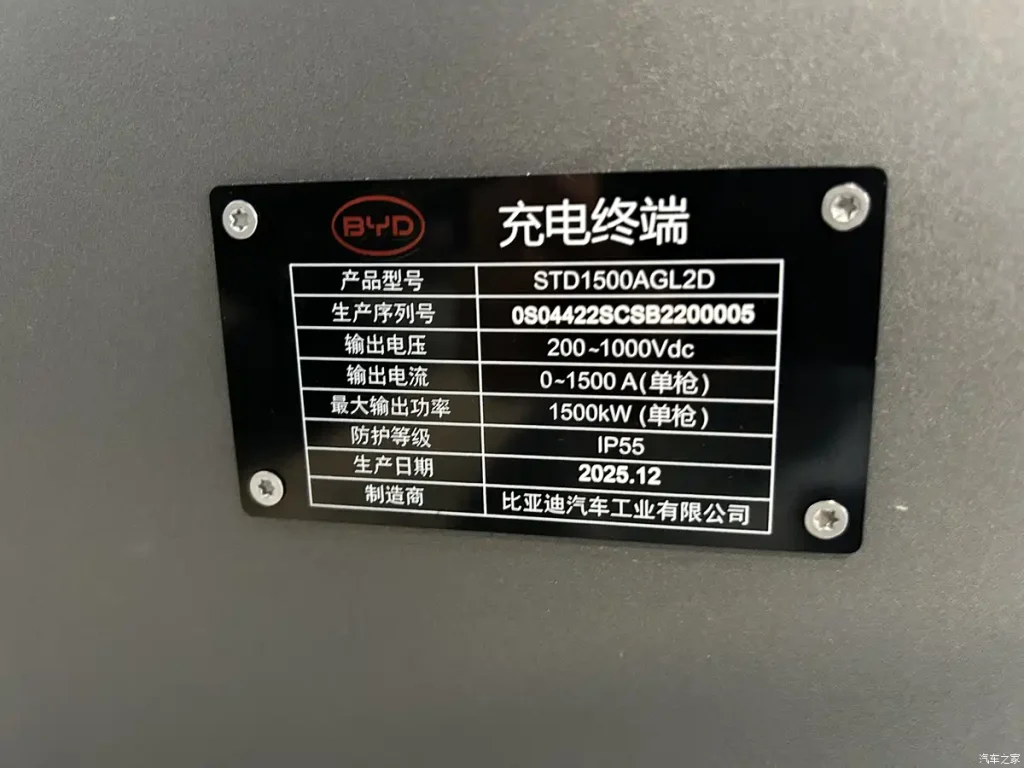 BYD 充电终端
产品型号 STD1500AGL2D
生产序列号 0S04422SCSB2200005
输出电压 200~1000Vdc
输出电流 0~1500 A(单枪)
最大输出功率 1500kW (单枪)
防护等级 IP55
生产日期 2025.12
制造商 比亚迪汽车工业有限公司
汽车之家